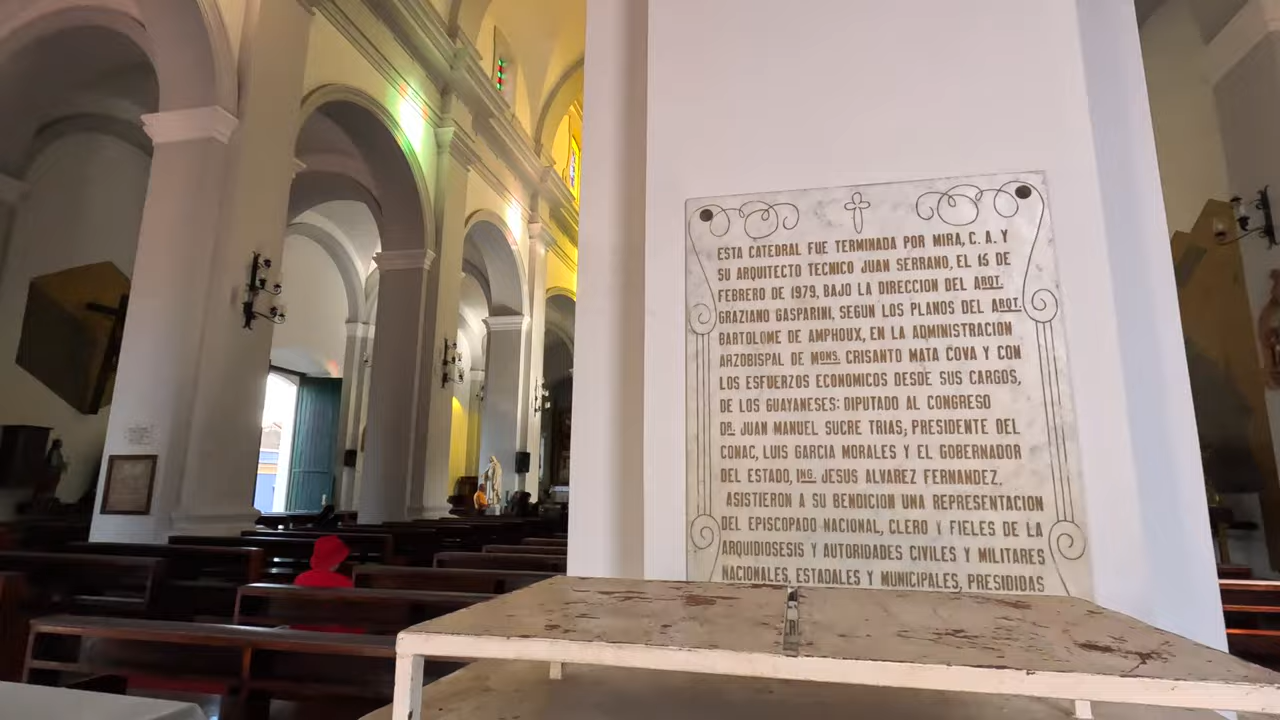 ESTA CATEDRAL FUE TERMINADA POR MIRA, C. A. Y
SU ARQUITECTO TECNICO JUAN SERRANO, EL 15 DE
FEBRERO DE 1979, BAJO LA DIRECCION DEL ARQT.
GRAZIANO GASPARINI, SEGUN LOS PLANOS DEL ARQT.
BARTOLOME DE AMPHOUX, EN LA ADMINISTRACION
ARZOBISPAL DE MONS. CRISANTO MATA COVA Y CON
LOS ESFUERZOS ECONOMICOS DESDE SUS CARGOS,
DE LOS GUAYANESES: DIPUTADO AL CONGRESO
DR. JUAN MANUEL SUCRE TRIAS; PRESIDENTE DEL
CONAC, LUIS GARCIA MORALES Y EL GOBERNADOR
DEL ESTADO, ING. JESUS ALVAREZ FERNANDEZ.
ASISTIERON A SU BENDICION UNA REPRESENTACION
DEL EPISCOPADO NACIONAL, CLERO Y FIELES DE LA
ARQUIDIOSESIS Y AUTORIDADES CIVILES Y MILITARES
NACIONALES, ESTADALES Y MUNICIPALES, PRESIDIDAS